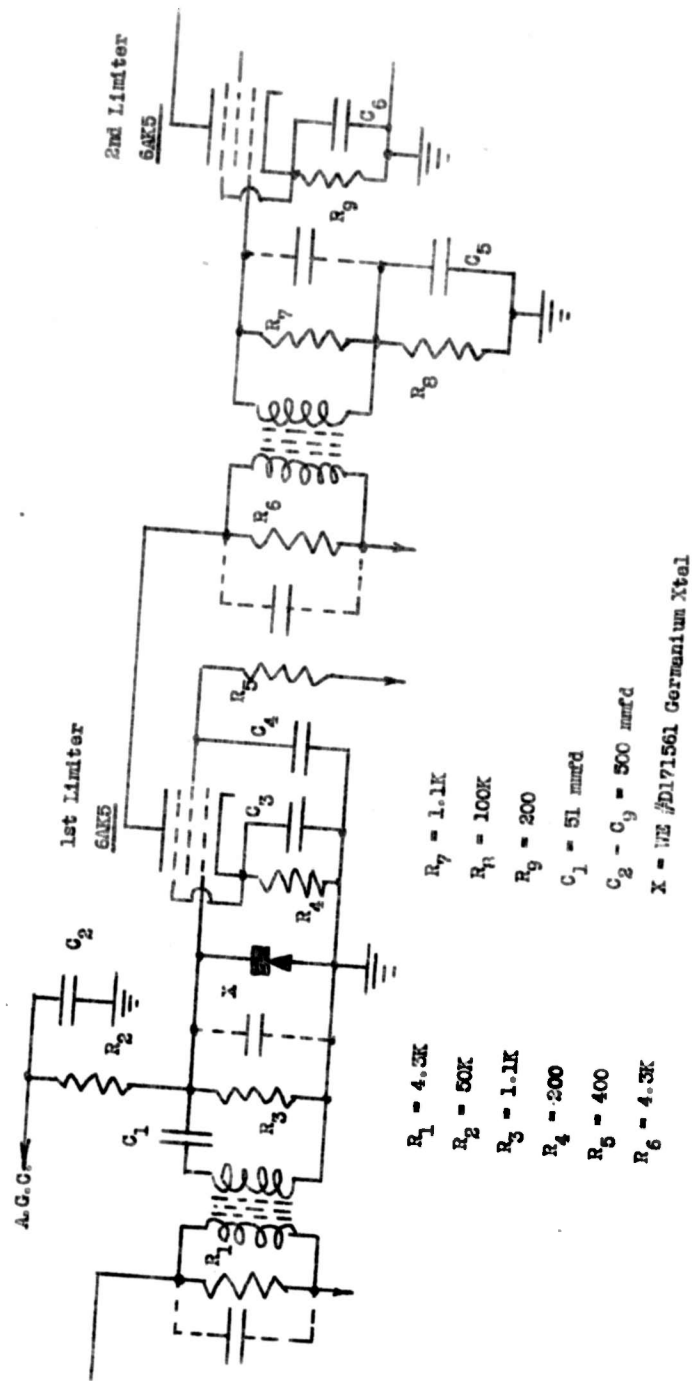 A.G.C.
C2
R2
1st Limiter
6AK5
2nd Limiter
6AK5
C1
R1
R3
X
R4
C3
C4
R5
R6
R7
R8
C5
R9
C6
R1 = 4.3K
R2 = 50K
R3 = 1.1K
R4 = 200
R5 = 400
R6 = 4.3K
R7 = 1.1K
R8 = 100K
R9 = 200
C1 = 51 mmfd
C2 - C9 = 500 mmfd
X = WE #D171561 Germanium Xtal